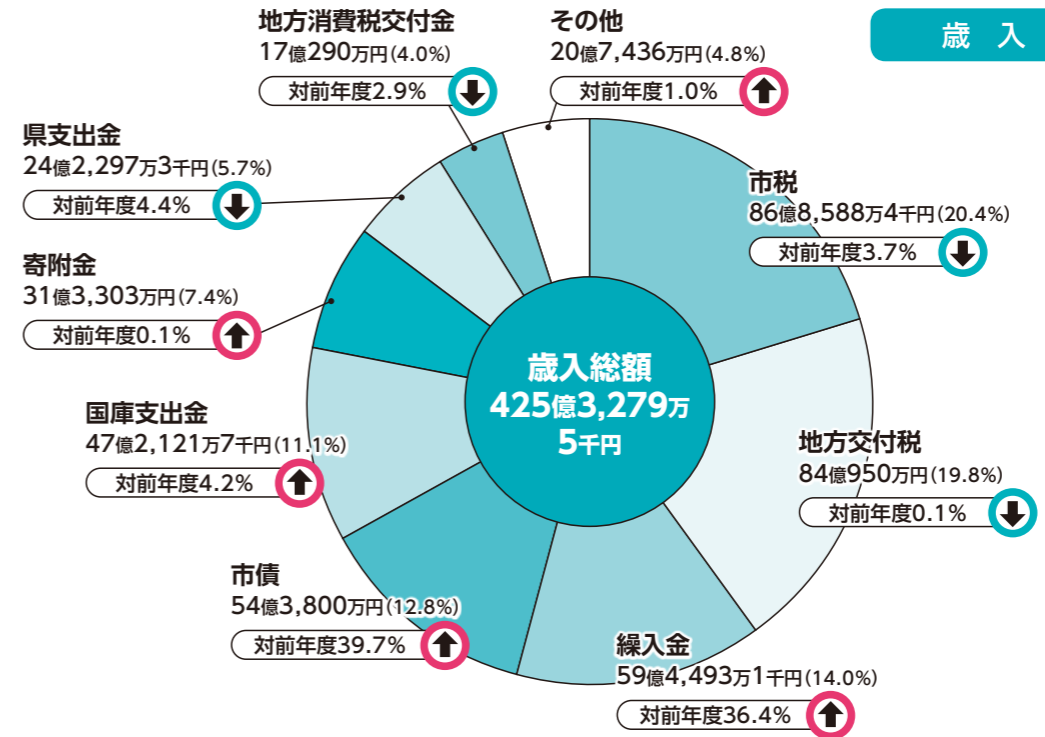 歳 入
地方消費税交付金
17億290万円(4.0%)
対前年度2.9%
その他
20億7,436万円(4.8%)
対前年度1.0%
県支出金
24億2,297万3千円(5.7%)
対前年度4.4%
市税
86億8,588万4千円(20.4%)
対前年度3.7%
寄附金
31億3,303万円(7.4%)
対前年度0.1%
歳入総額
425億3,279万
5千円
国庫支出金
47億2,121万7千円(11.1%)
対前年度4.2%
地方交付税
84億950万円(19.8%)
対前年度0.1%
市債
54億3,800万円(12.8%)
対前年度39.7%
繰入金
59億4,493万1千円(14.0%)
対前年度36.4%